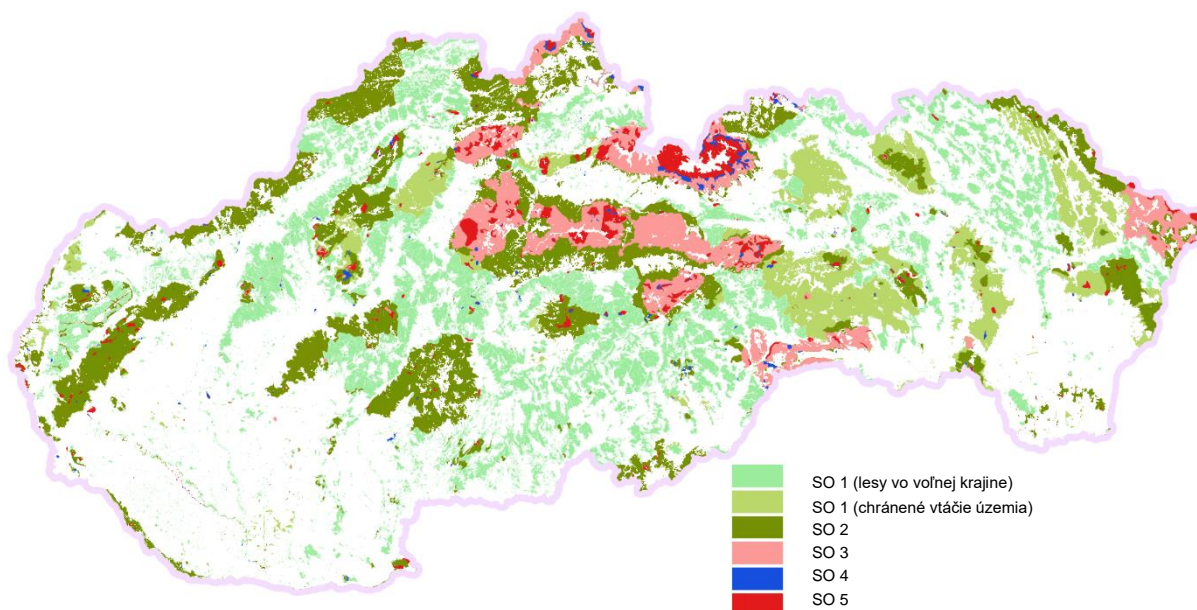 SO 1 (lesy vo voľnej krajine)
SO 1 (chránené vtáčie územia)
SO 2
SO 3
SO 4
SO 5